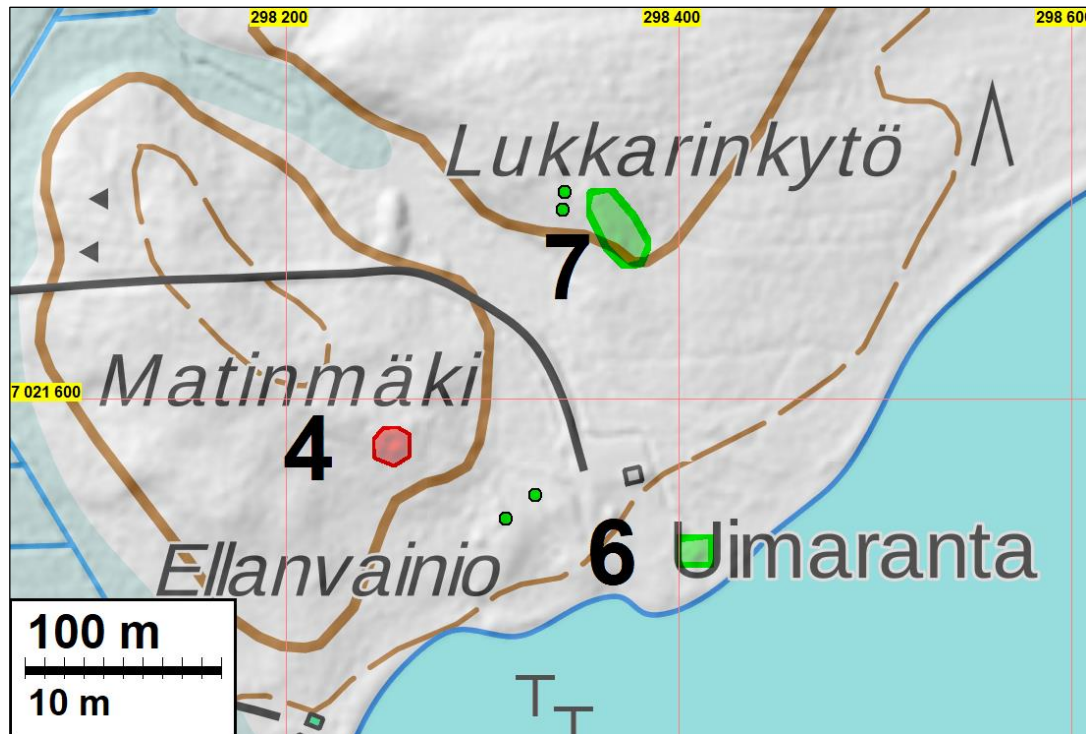 298 200
298 400
298 600
Lukkarinkytö
7
Matinmäki
7 021 600
4
6
Uimaranta
Ellanvainio
100 m
10 m